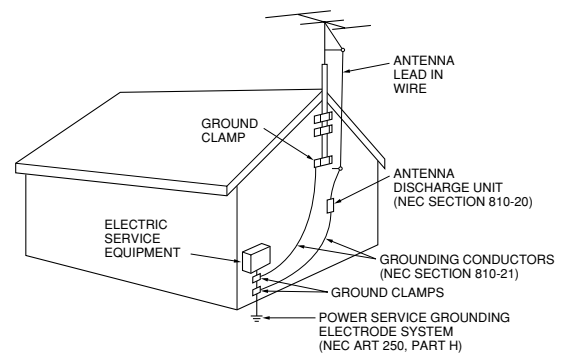 ANTENNA
LEAD IN
WIRE
GROUND
CLAMP
ANTENNA
DISCHARGE UNIT
(NEC SECTION 810-20)
ELECTRIC
SERVICE
EQUIPMENT
GROUNDING CONDUCTORS
(NEC SECTION 810-21)
GROUND CLAMPS
POWER SERVICE GROUNDING
ELECTRODE SYSTEM
(NEC ART 250, PART H)